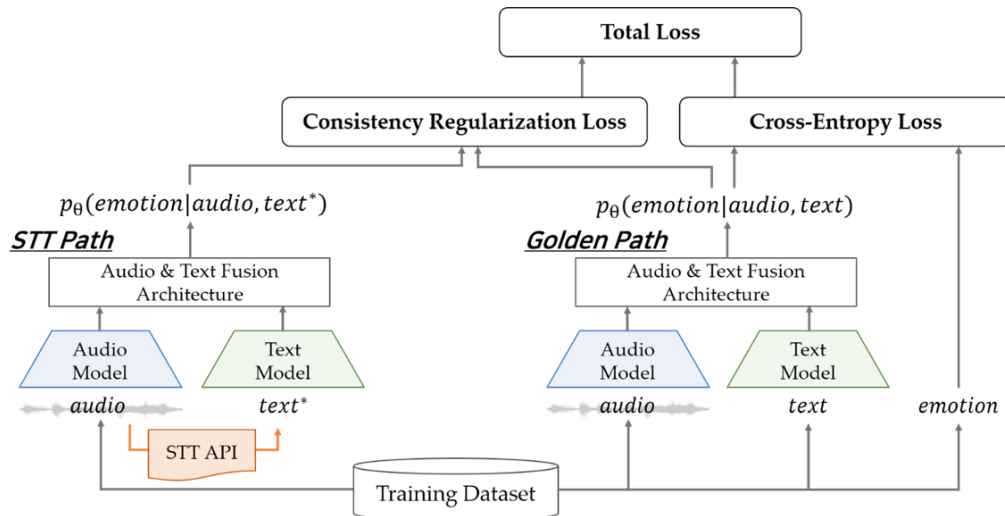 Total Loss
Consistency Regularization Loss
Cross-Entropy Loss
p_θ(emotion|audio, text*)
p_θ(emotion|audio, text)
STT Path
Golden Path
Audio & Text Fusion
Architecture
Audio & Text Fusion
Architecture
Audio
Model
Text
Model
Audio
Model
Text
Model
audio
text*
audio
text
emotion
STT API
Training Dataset